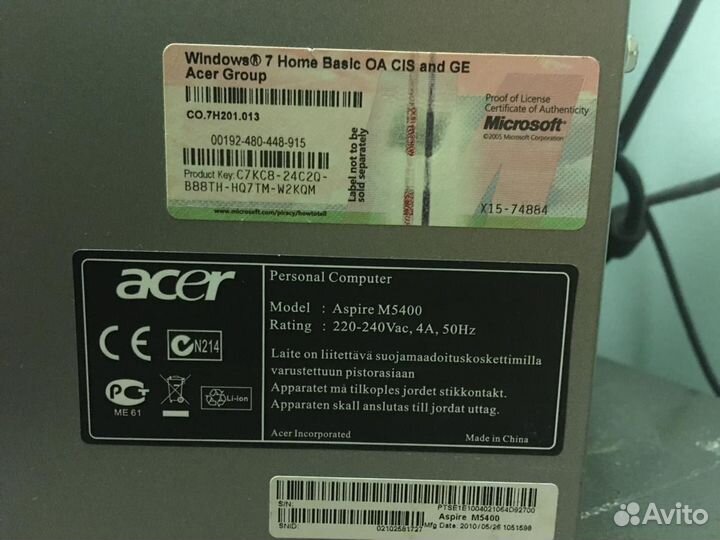 Windows® 7 Home Basic OA CIS and GE
Acer Group
CO.7H201.013
00192-480-448-915
Product Key: C7KC8-24C2Q-
B88TH-HQ7TM-W2KQM
www.microsoft.com/piracy/howtotell
Label not to be
sold separately
Proof of License
Certificate of Authenticity
Microsoft®
©2005 Microsoft Corporation
X15-74884
acer
N214
ME 61
Li-ion
Personal Computer
Model : Aspire M5400
Rating : 220-240Vac, 4A, 50Hz
Laite on liitettävä suojamaadoituskoskettimilla
varustettuun pistorasiaan
Apparatet må tilkoples jordet stikkontakt.
Apparaten skall anslutas till jordat uttag.
Acer Incorporated
Made in China
S/N:
PTSE1E1004021064D92700
Aspire M5400
SNID:
02102581727
Mfg Date: 2010/05/26 1051598
Avito